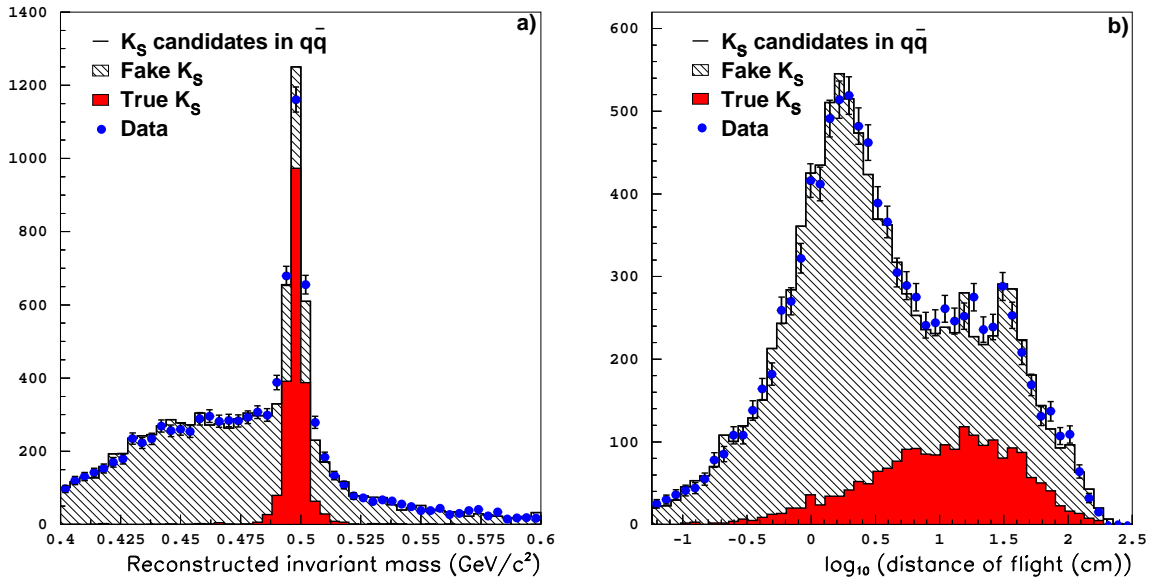 a)
K_S candidates in qq̄
Fake K_S
True K_S
Data
1400
1200
1000
800
600
400
200
0
0.4 0.425 0.45 0.475 0.5 0.525 0.55 0.575 0.6
Reconstructed invariant mass (GeV/c²)
b)
K_S candidates in qq̄
Fake K_S
True K_S
Data
600
500
400
300
200
100
0
-1 -0.5 0 0.5 1 1.5 2 2.5
log₁₀ (distance of flight (cm))